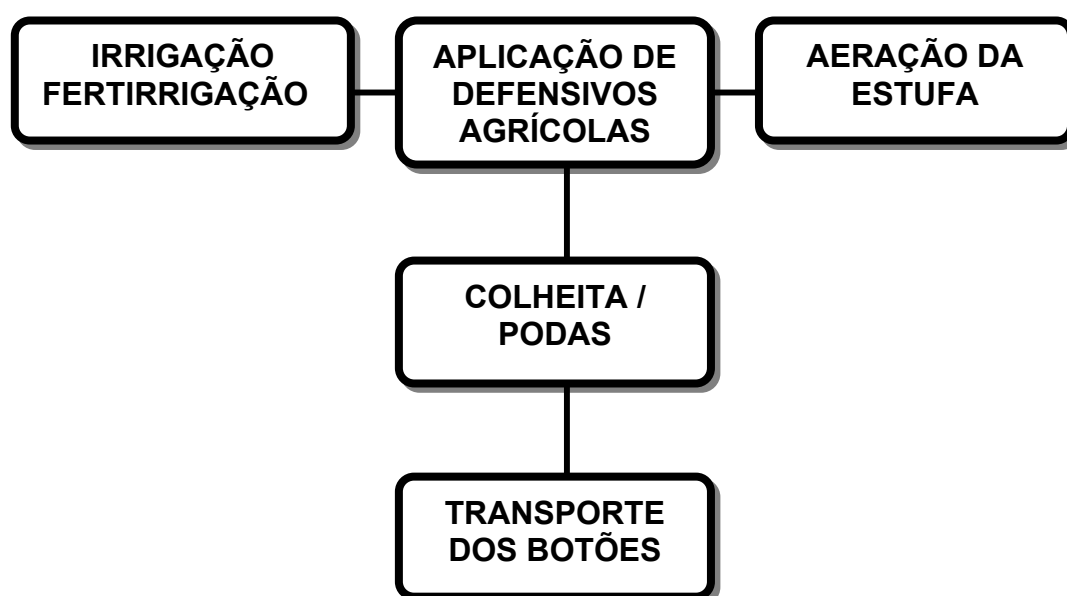 IRRIGAÇÃO
FERTIRRIGAÇÃO
APLICAÇÃO DE
DEFENSIVOS
AGRÍCOLAS
AERAÇÃO DA
ESTUFA
COLHEITA /
PODAS
TRANSPORTE
DOS BOTÕES